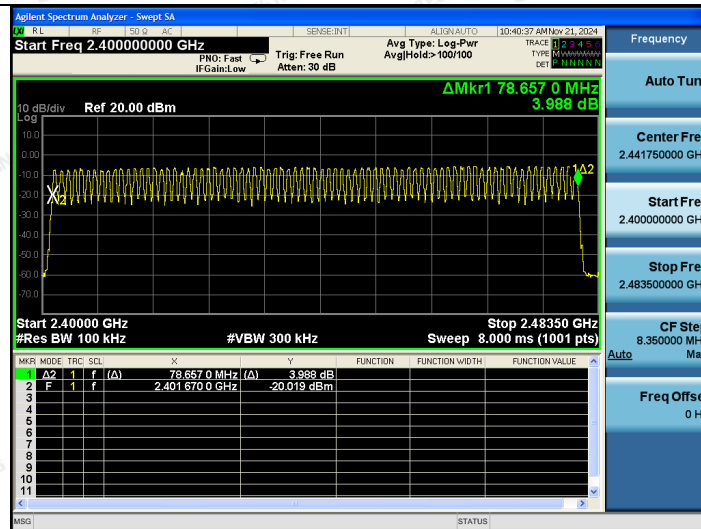 Agilent Spectrum Analyzer - Swept SA
LXI RL RF 50 Ω AC SENSE:INT ALIGN AUTO 10:40:37 AM Nov 21, 2024
Start Freq 2.400000000 GHz
PNO: Fast
IFGain:Low
Trig: Free Run
Atten: 30 dB
Avg Type: Log-Pwr
Avg|Hold:>100/100
TRACE 1 2 3 4 5 6
TYPE M
DET P N N N N N
ΔMkr1 78.657 0 MHz
3.988 dB
10 dB/div Ref 20.00 dBm
Log
10.0
0.00
-10.0
-20.0
-30.0
-40.0
-50.0
-60.0
-70.0
2
1Δ2
Start 2.40000 GHz Stop 2.48350 GHz
#Res BW 100 kHz #VBW 300 kHz Sweep 8.000 ms (1001 pts)
MKR MODE TRC SCL X Y FUNCTION FUNCTION WIDTH FUNCTION VALUE
1 Δ2 1 f (Δ) 78.657 0 MHz (Δ) 3.988 dB
2 F 1 f 2.401 670 0 GHz -20.019 dBm
3
4
5
6
7
8
9
10
11
MSG STATUS
Frequency
Auto Tun
Center Fre
2.441750000 GH
Start Fre
2.400000000 GH
Stop Fre
2.483500000 GH
CF Ste
8.350000 MH
Auto Ma
Freq Offse
0 H